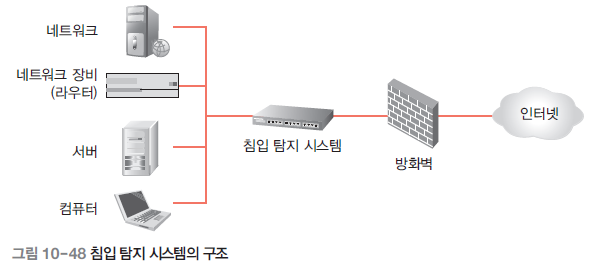 네트워크
네트워크 장비
(라우터)
서버
컴퓨터
침입 탐지 시스템
방화벽
인터넷
그림 10-48 침입 탐지 시스템의 구조